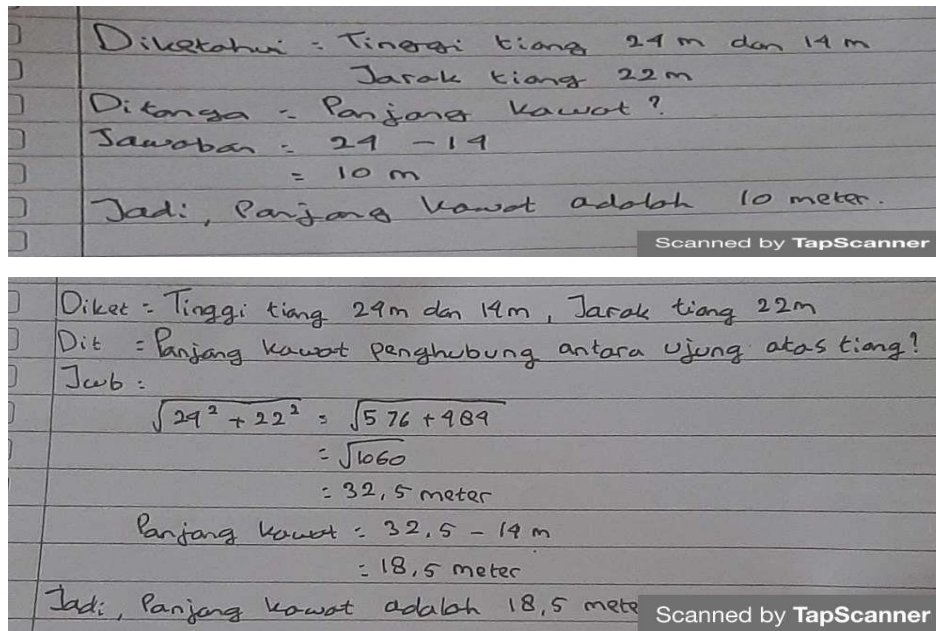 Diketahui = Tinggi tiang 24 m dan 14 m
Jarak tiang 22 m
Ditanya = Panjang kawat ?
Jawaban = 24 - 14
= 10 m
Jadi, Panjang kawat adalah 10 meter.
Scanned by TapScanner
Diket = Tinggi tiang 24m dan 14m, Jarak tiang 22m
Dit = Panjang kawat penghubung antara ujung atas tiang?
Jwb :
√24² + 22² = √576 + 484
= √1060
= 32,5 meter
Panjang kawat = 32,5 - 14 m
= 18,5 meter
Jadi, Panjang kawat adalah 18,5 mete
Scanned by TapScanner